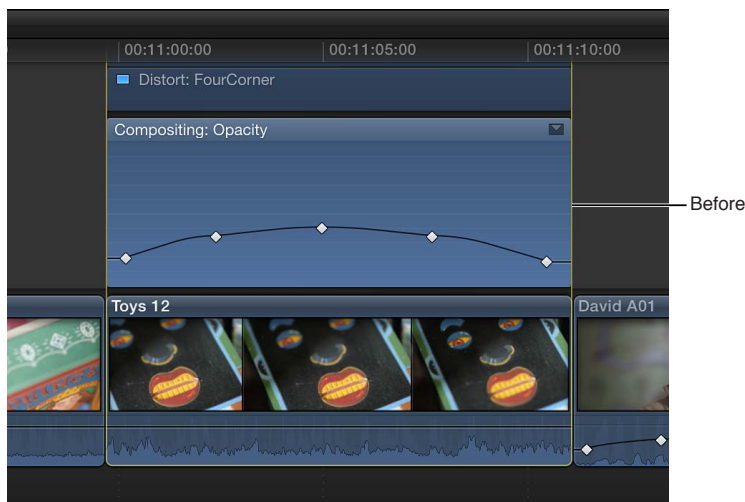 00:11:00:00 00:11:05:00 00:11:10:00
Distort: FourCorner
Compositing: Opacity
Before
Toys 12 David A01